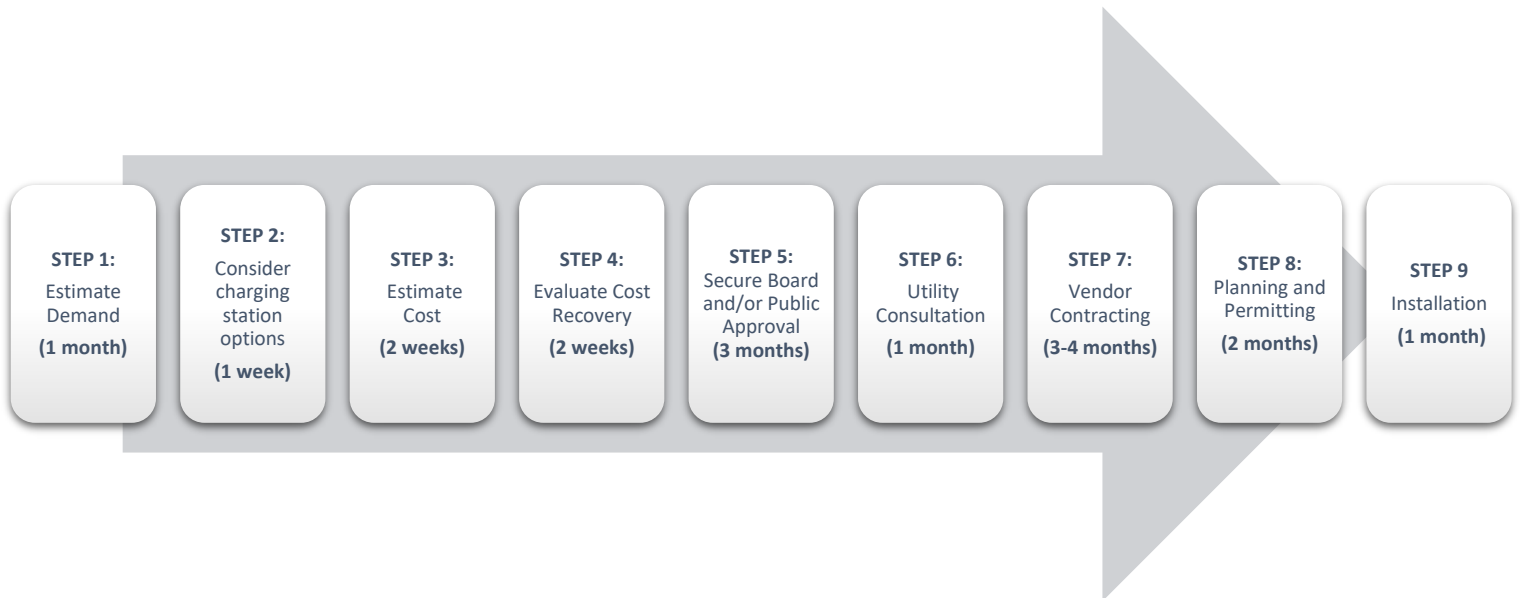 STEP 1:
Estimate
Demand
(1 month)
STEP 2:
Consider
charging
station
options
(1 week)
STEP 3:
Estimate
Cost
(2 weeks)
STEP 4:
Evaluate Cost
Recovery
(2 weeks)
STEP 5:
Secure Board
and/or Public
Approval
(3 months)
STEP 6:
Utility
Consultation
(1 month)
STEP 7:
Vendor
Contracting
(3-4 months)
STEP 8:
Planning and
Permitting
(2 months)
STEP 9
Installation
(1 month)